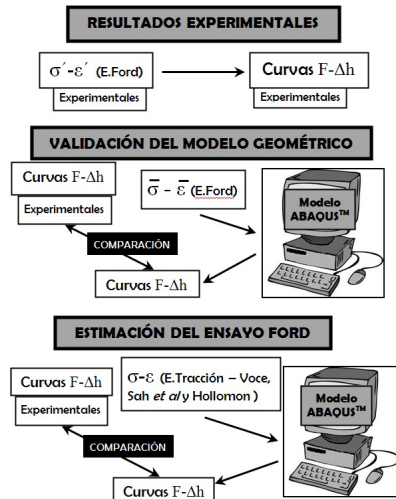 RESULTADOS EXPERIMENTALES
σ´-ε´ (E.Ford)
Experimentales
Curvas F-Δh
Experimentales
VALIDACIÓN DEL MODELO GEOMÉTRICO
Curvas F-Δh
Experimentales
σ̅ - ε̅ (E.Ford)
Modelo
ABAQUS™
COMPARACIÓN
Curvas F-Δh
ESTIMACIÓN DEL ENSAYO FORD
Curvas F-Δh
Experimentales
σ-ε (E.Tracción – Voce,
Sah et al y Hollomon )
Modelo
ABAQUS™
COMPARACIÓN
Curvas F-Δh